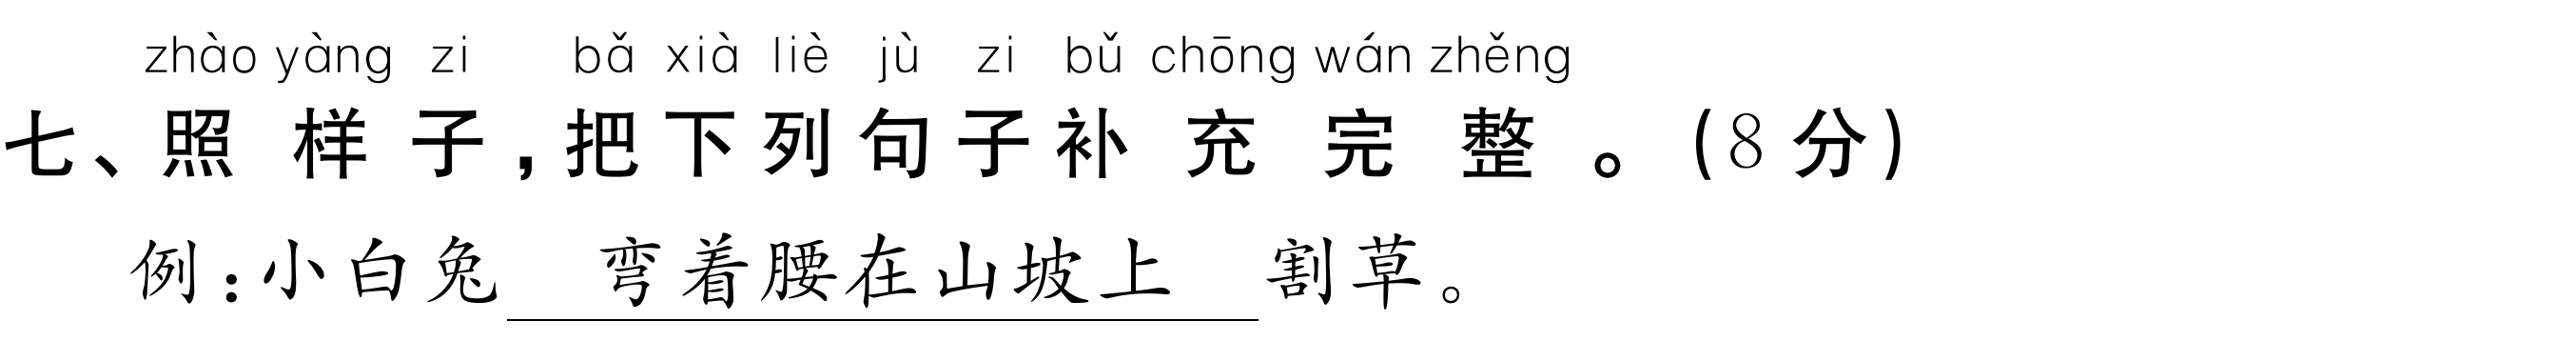 zhào yàng zi bǎ xià liè jù zi bǔ chōng wán zhěng
七、照样子,把下列句子补充完整。(8分)
例:小白兔 弯着腰在山坡上 割草。